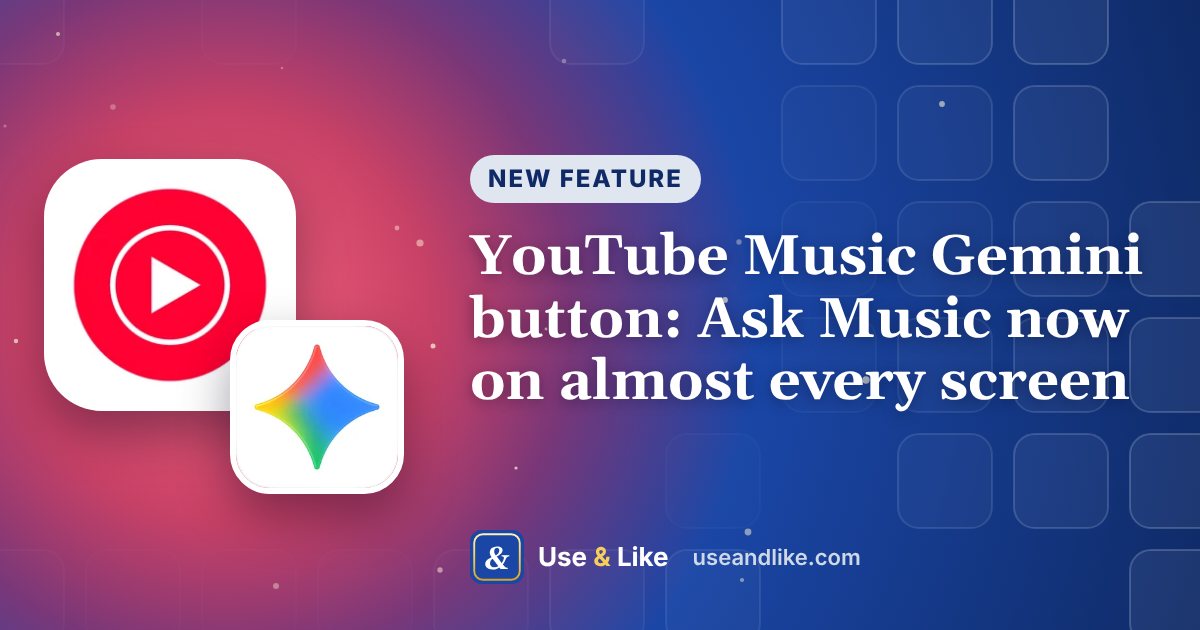 NEW FEATURE
YouTube Music Gemini
button: Ask Music now
on almost every screen
& Use & Like useandlike.com